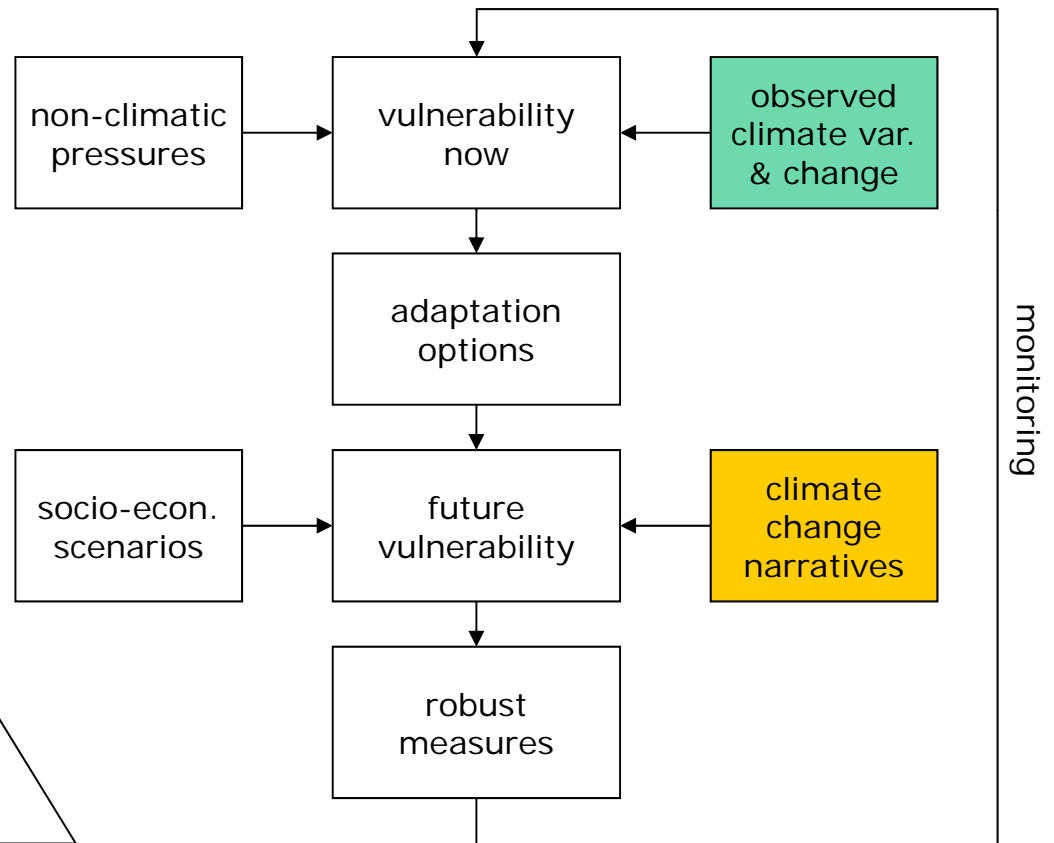 non-climatic
pressures
vulnerability
now
observed
climate var.
& change
adaptation
options
monitoring
socio-econ.
scenarios
future
vulnerability
climate
change
narratives
robust
measures